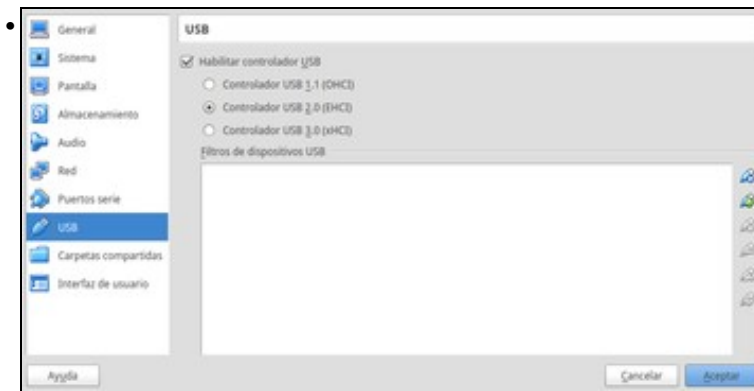 General
Sistema
Pantalla
Almacenamiento
Audio
Red
Puertos serie
USB
Carpetas compartidas
Interfaz de usuario
USB
Habilitar controlador USB
Controlador USB 1.1 (OHCI)
Controlador USB 2.0 (EHCI)
Controlador USB 3.0 (xHCI)
Filtros de dispositivos USB
Ayuda
Cancelar
Aceptar